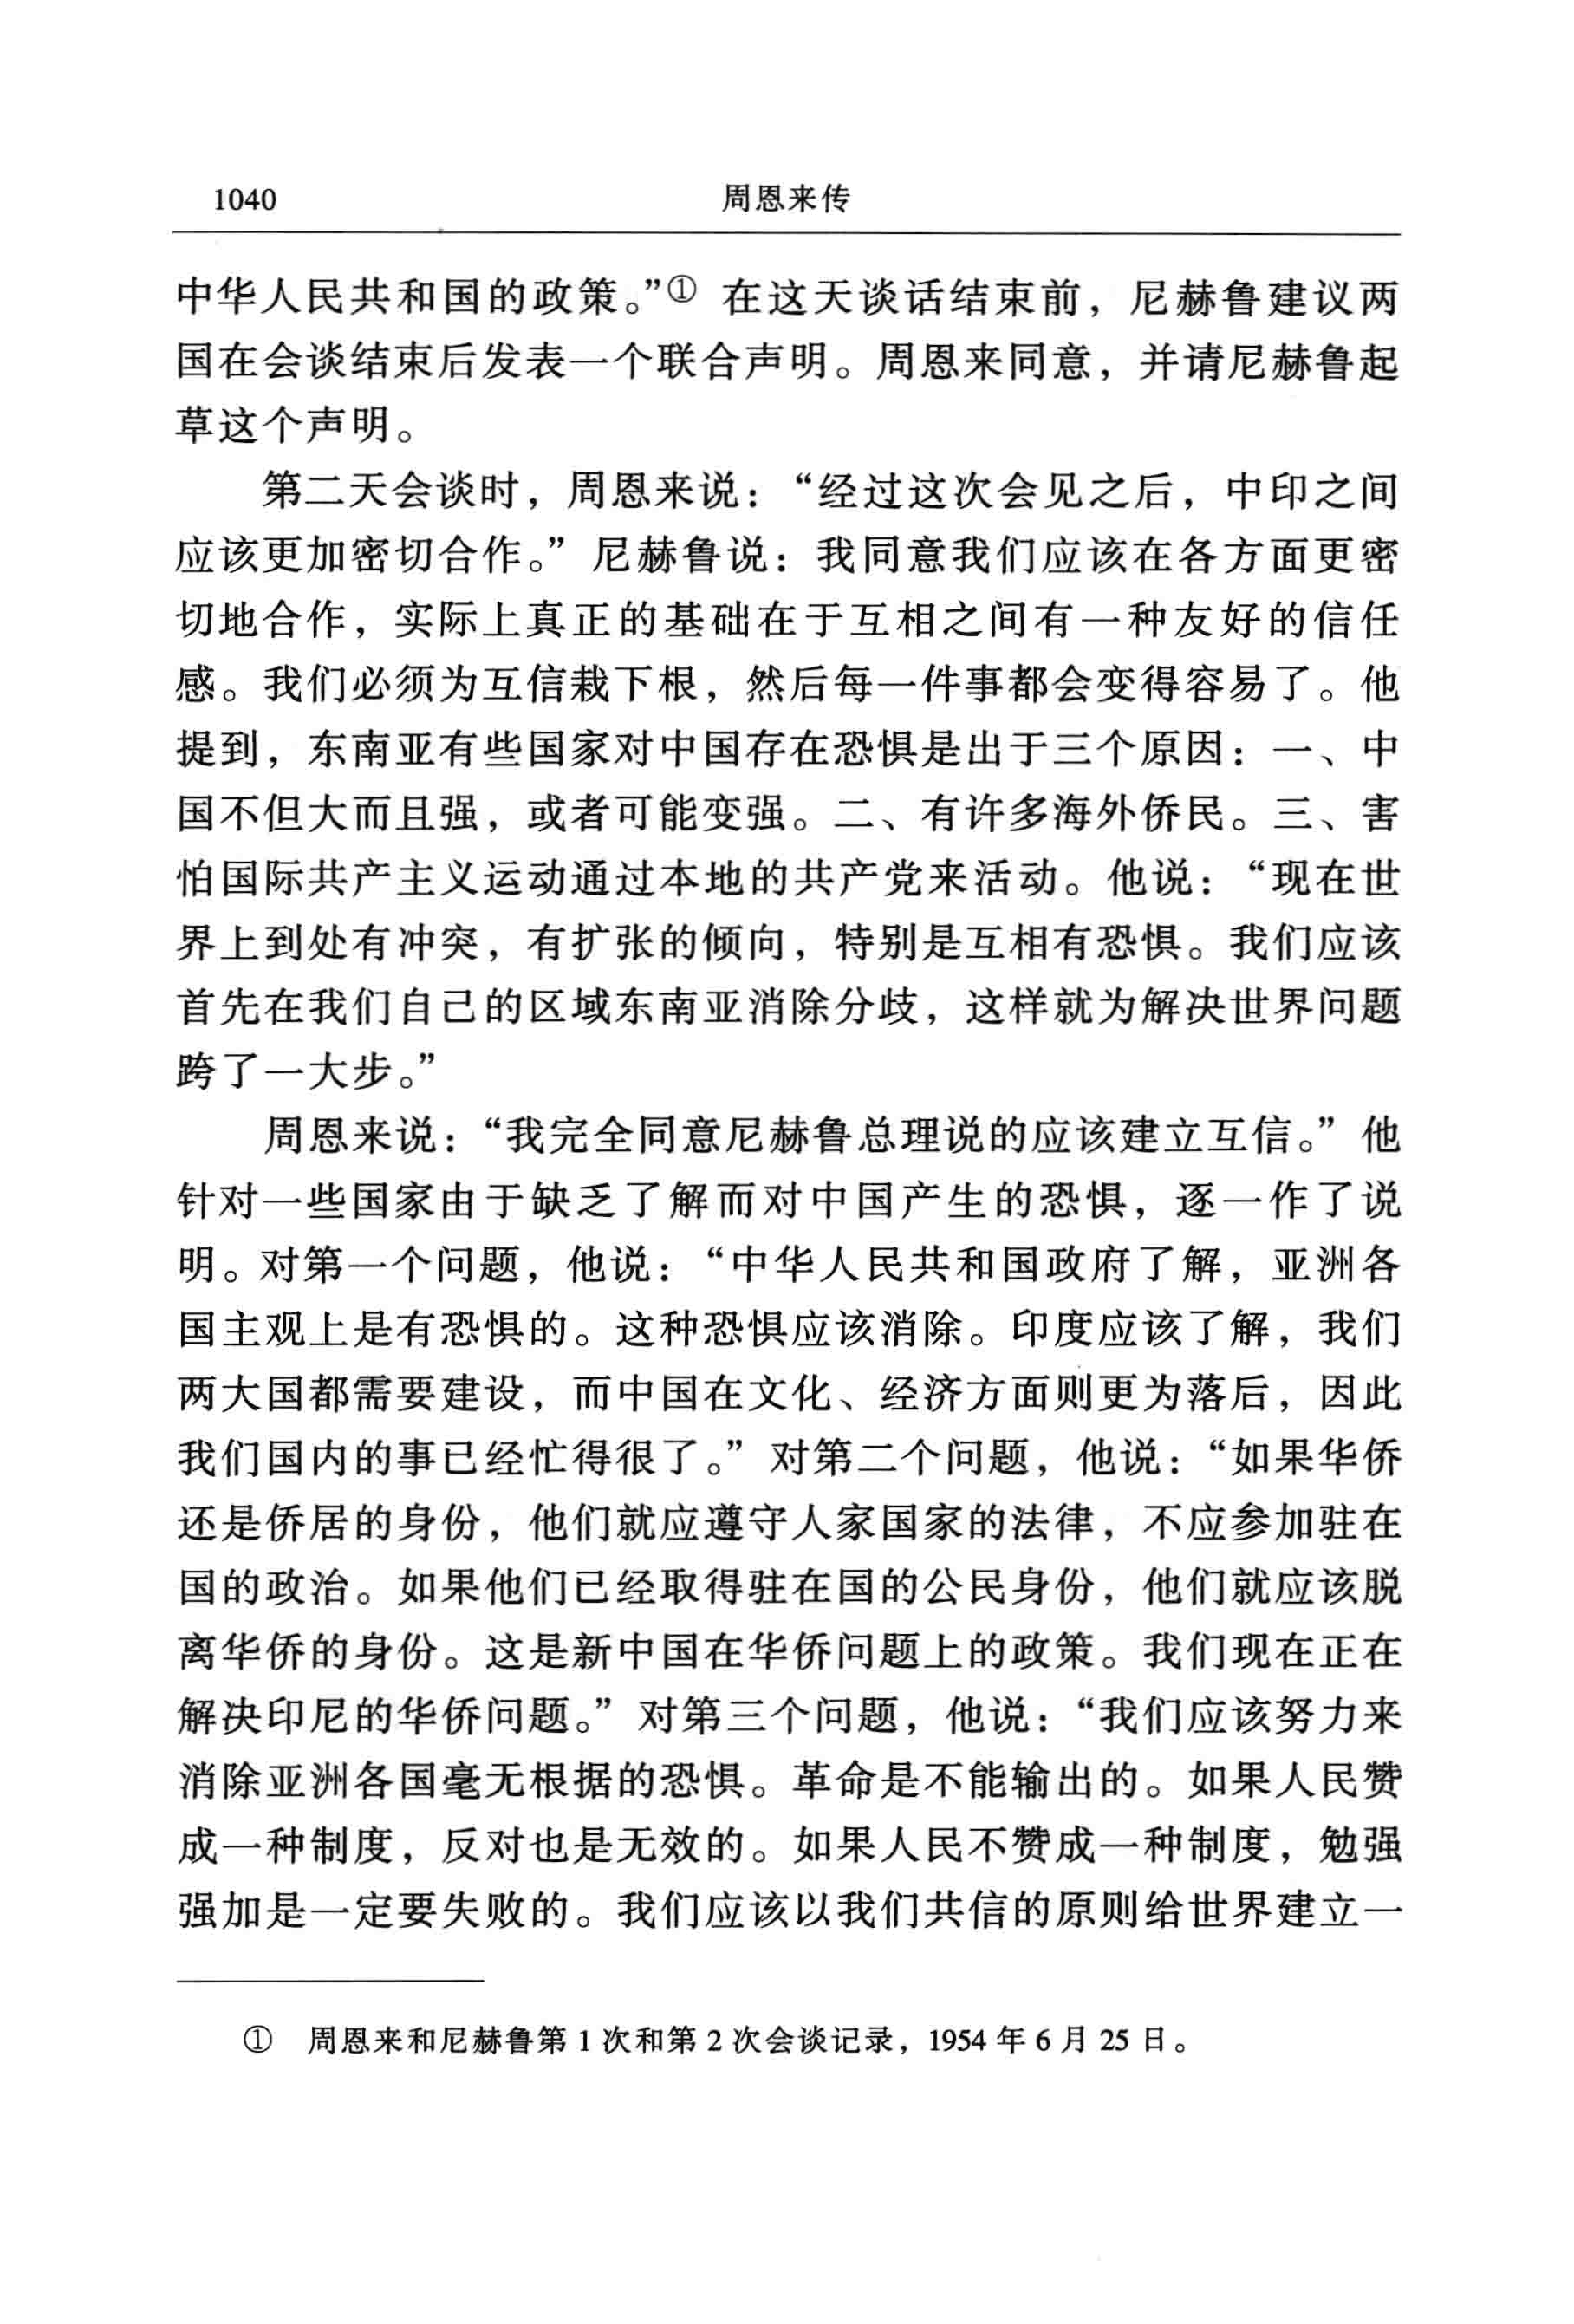 1040 周恩来传
中华人民共和国的政策。”① 在这天谈话结束前，尼赫鲁建议两
国在会谈结束后发表一个联合声明。周恩来同意，并请尼赫鲁起
草这个声明。
第二天会谈时，周恩来说：“经过这次会见之后，中印之间
应该更加密切合作。”尼赫鲁说：我同意我们应该在各方面更密
切地合作，实际上真正的基础在于互相之间有一种友好的信任
感。我们必须为互信栽下根，然后每一件事都会变得容易了。他
提到，东南亚有些国家对中国存在恐惧是出于三个原因：一、中
国不但大而且强，或者可能变强。二、有许多海外侨民。三、害
怕国际共产主义运动通过本地的共产党来活动。他说：“现在世
界上到处有冲突，有扩张的倾向，特别是互相有恐惧。我们应该
首先在我们自己的区域东南亚消除分歧，这样就为解决世界问题
跨了一大步。”
周恩来说：“我完全同意尼赫鲁总理说的应该建立互信。”他
针对一些国家由于缺乏了解而对中国产生的恐惧，逐一作了说
明。对第一个问题，他说：“中华人民共和国政府了解，亚洲各
国主观上是有恐惧的。这种恐惧应该消除。印度应该了解，我们
两大国都需要建设，而中国在文化、经济方面则更为落后，因此
我们国内的事已经忙得很了。”对第二个问题，他说：“如果华侨
还是侨居的身份，他们就应遵守人家国家的法律，不应参加驻在
国的政治。如果他们已经取得驻在国的公民身份，他们就应该脱
离华侨的身份。这是新中国在华侨问题上的政策。我们现在正在
解决印尼的华侨问题。”对第三个问题，他说：“我们应该努力来
消除亚洲各国毫无根据的恐惧。革命是不能输出的。如果人民赞
成一种制度，反对也是无效的。如果人民不赞成一种制度，勉强
强加是一定要失败的。我们应该以我们共信的原则给世界建立一
① 周恩来和尼赫鲁第 1 次和第 2 次会谈记录，1954 年 6 月 25 日。